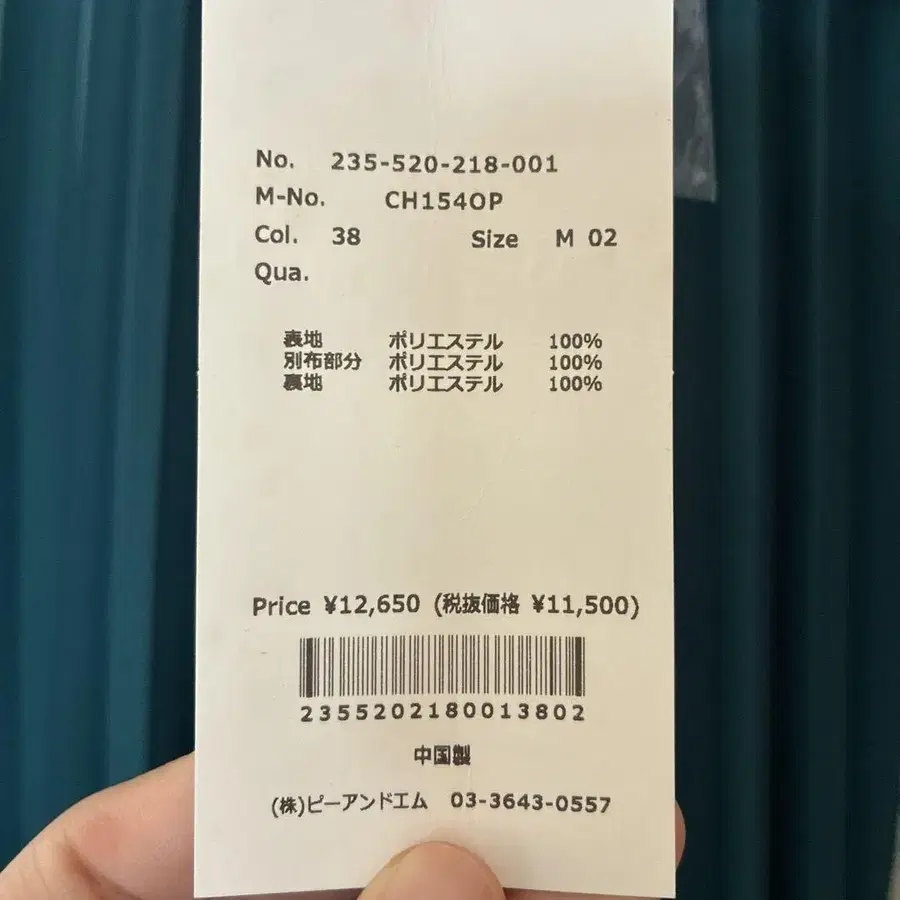 No. 235-520-218-001
M-No. CH154OP
Col. 38 Size M 02
Qua.
表地 ポリエステル 100%
別布部分 ポリエステル 100%
裏地 ポリエステル 100%
Price ¥12,650 (税抜価格 ¥11,500)
2355202180013802
中国製
(株)ピーアンドエム 03-3643-0557